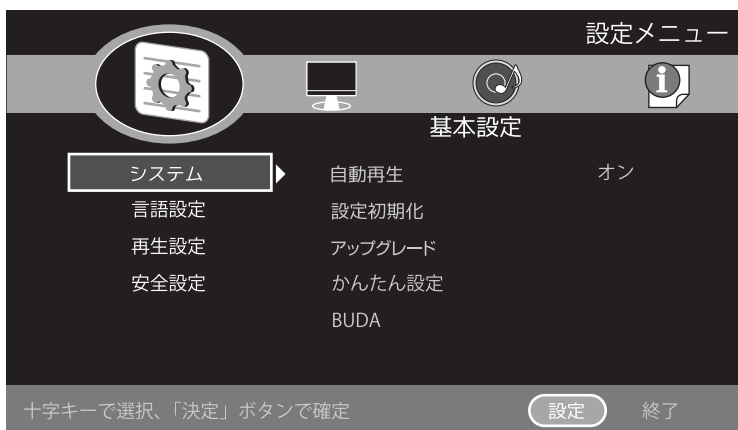 設定メニュー
基本設定
システム 自動再生 オン
言語設定 設定初期化
再生設定 アップグレード
安全設定 かんたん設定
BUDA
十字キーで選択、「決定」ボタンで確定 設定 終了